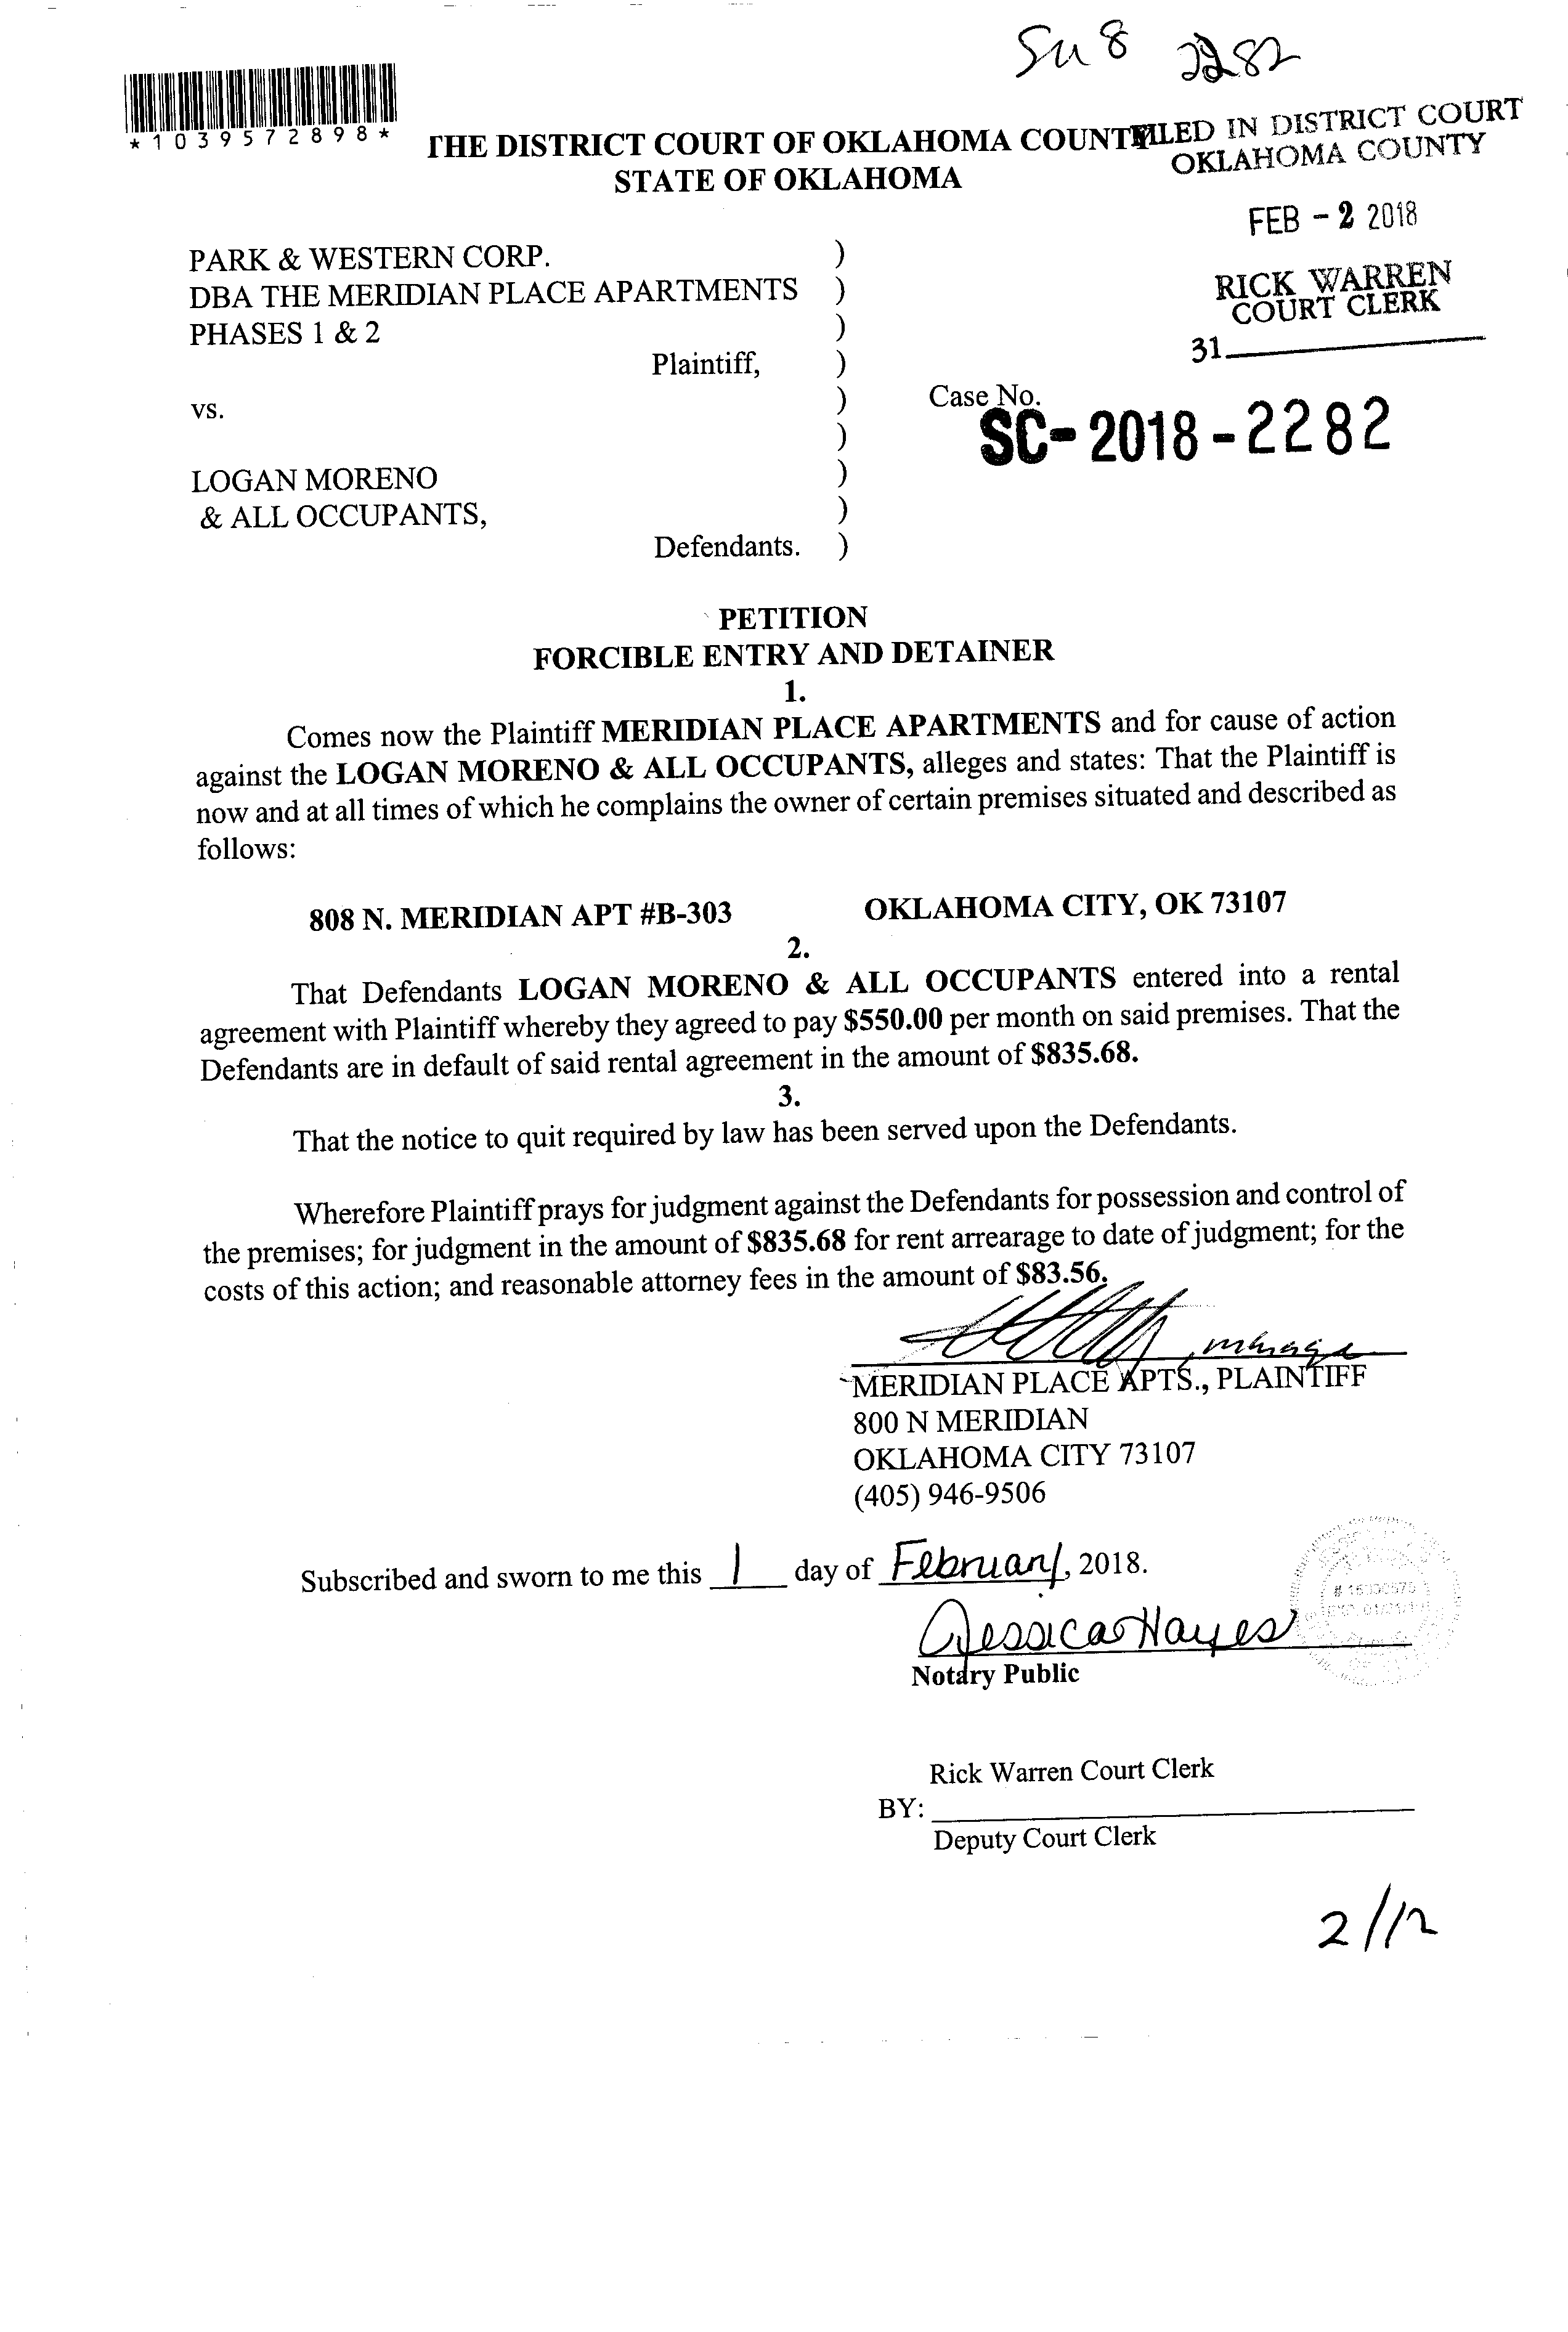 Su 8 2282
*1039572898*
THE DISTRICT COURT OF OKLAHOMA COUNTY
STATE OF OKLAHOMA
FILED IN DISTRICT COURT
OKLAHOMA COUNTY
FEB - 2 2018
RICK WARREN
COURT CLERK
31
PARK & WESTERN CORP. )
DBA THE MERIDIAN PLACE APARTMENTS )
PHASES 1 & 2 )
Plaintiff, )
vs. )
)
LOGAN MORENO )
& ALL OCCUPANTS, )
Defendants. )
Case No.
SC-2018-2282
PETITION
FORCIBLE ENTRY AND DETAINER
1.
Comes now the Plaintiff MERIDIAN PLACE APARTMENTS and for cause of action
against the LOGAN MORENO & ALL OCCUPANTS, alleges and states: That the Plaintiff is
now and at all times of which he complains the owner of certain premises situated and described as
follows:
808 N. MERIDIAN APT #B-303 OKLAHOMA CITY, OK 73107
2.
That Defendants LOGAN MORENO & ALL OCCUPANTS entered into a rental
agreement with Plaintiff whereby they agreed to pay $550.00 per month on said premises. That the
Defendants are in default of said rental agreement in the amount of $835.68.
3.
That the notice to quit required by law has been served upon the Defendants.
Wherefore Plaintiff prays for judgment against the Defendants for possession and control of
the premises; for judgment in the amount of $835.68 for rent arrearage to date of judgment; for the
costs of this action; and reasonable attorney fees in the amount of $83.56.
, manager
MERIDIAN PLACE APTS., PLAINTIFF
800 N MERIDIAN
OKLAHOMA CITY 73107
(405) 946-9506
Subscribed and sworn to me this 1 day of February, 2018.
Jessica Hayes
Notary Public
Rick Warren Court Clerk
BY:
Deputy Court Clerk
2/12